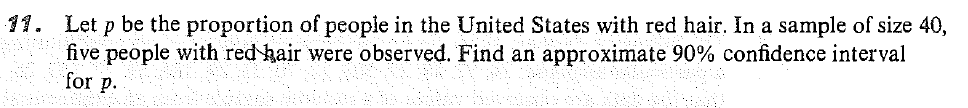 11. Let p be the proportion of people in the United States with red hair. In a sample of size 40,
five people with red hair were observed. Find an approximate 90% confidence interval
for p.